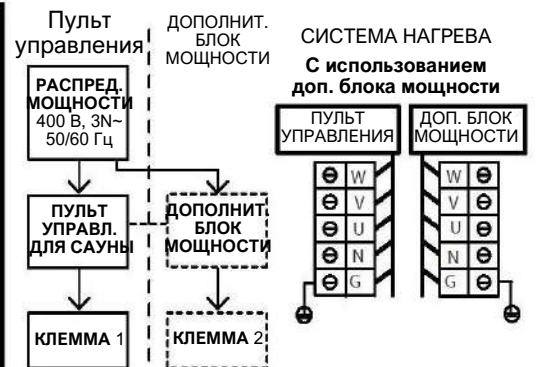 Пульт
управления
РАСПРЕД.
МОЩНОСТИ
400 В, 3N~
50/60 Гц
ПУЛЬТ
УПРАВЛ.
ДЛЯ САУНЫ
КЛЕММА 1
ДОПОЛНИТ.
БЛОК
МОЩНОСТИ
ДОПОЛНИТ.
БЛОК
МОЩНОСТИ
КЛЕММА 2
СИСТЕМА НАГРЕВА
С использованием
доп. блока мощности
ПУЛЬТ
УПРАВЛЕНИЯ
W
V
U
N
G
ДОП. БЛОК
МОЩНОСТИ
W
V
U
N
G